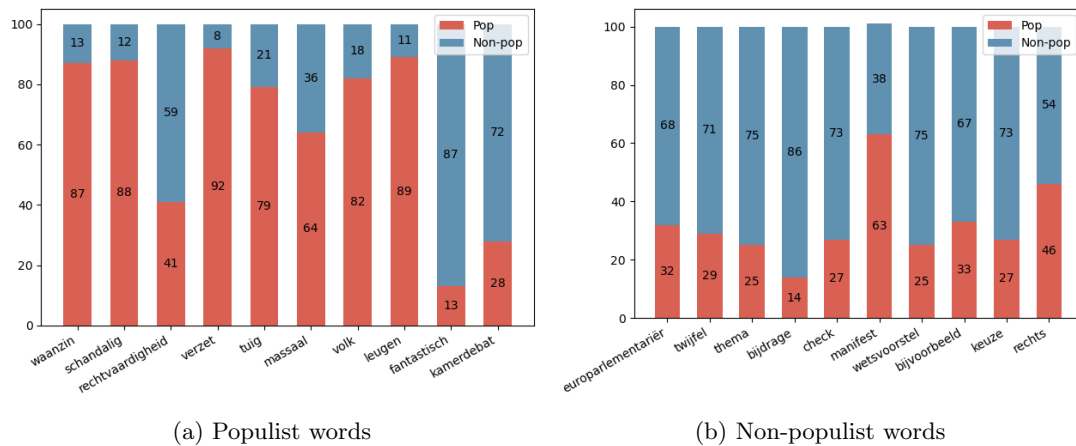 Pop
Non-pop
100
80
60
40
20
0
13
12
59
8
21
36
18
11
87
72
87
88
41
92
79
64
82
89
13
28
waanzin
schandalig
rechtvaardigheid
verzet
tuig
massaal
volk
leugen
fantastisch
kamerdebat
(a) Populist words
Pop
Non-pop
100
80
60
40
20
0
68
71
75
86
73
38
75
67
73
54
32
29
25
14
27
63
25
33
27
46
europarlementariër
twijfel
thema
bijdrage
check
manifest
wetsvoorstel
bijvoorbeeld
keuze
rechts
(b) Non-populist words